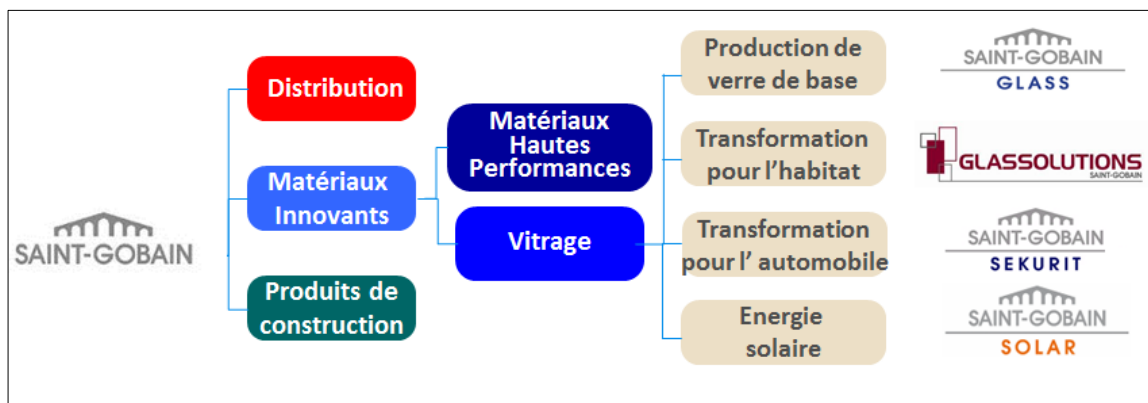 SAINT-GOBAIN
Distribution
Matériaux
Innovants
Produits de
construction
Matériaux
Hautes
Performances
Vitrage
Production de
verre de base
Transformation
pour l'habitat
Transformation
pour l' automobile
Energie
solaire
SAINT-GOBAIN
GLASS
GLASSOLUTIONS
SAINT-GOBAIN
SAINT-GOBAIN
SEKURIT
SAINT-GOBAIN
SOLAR